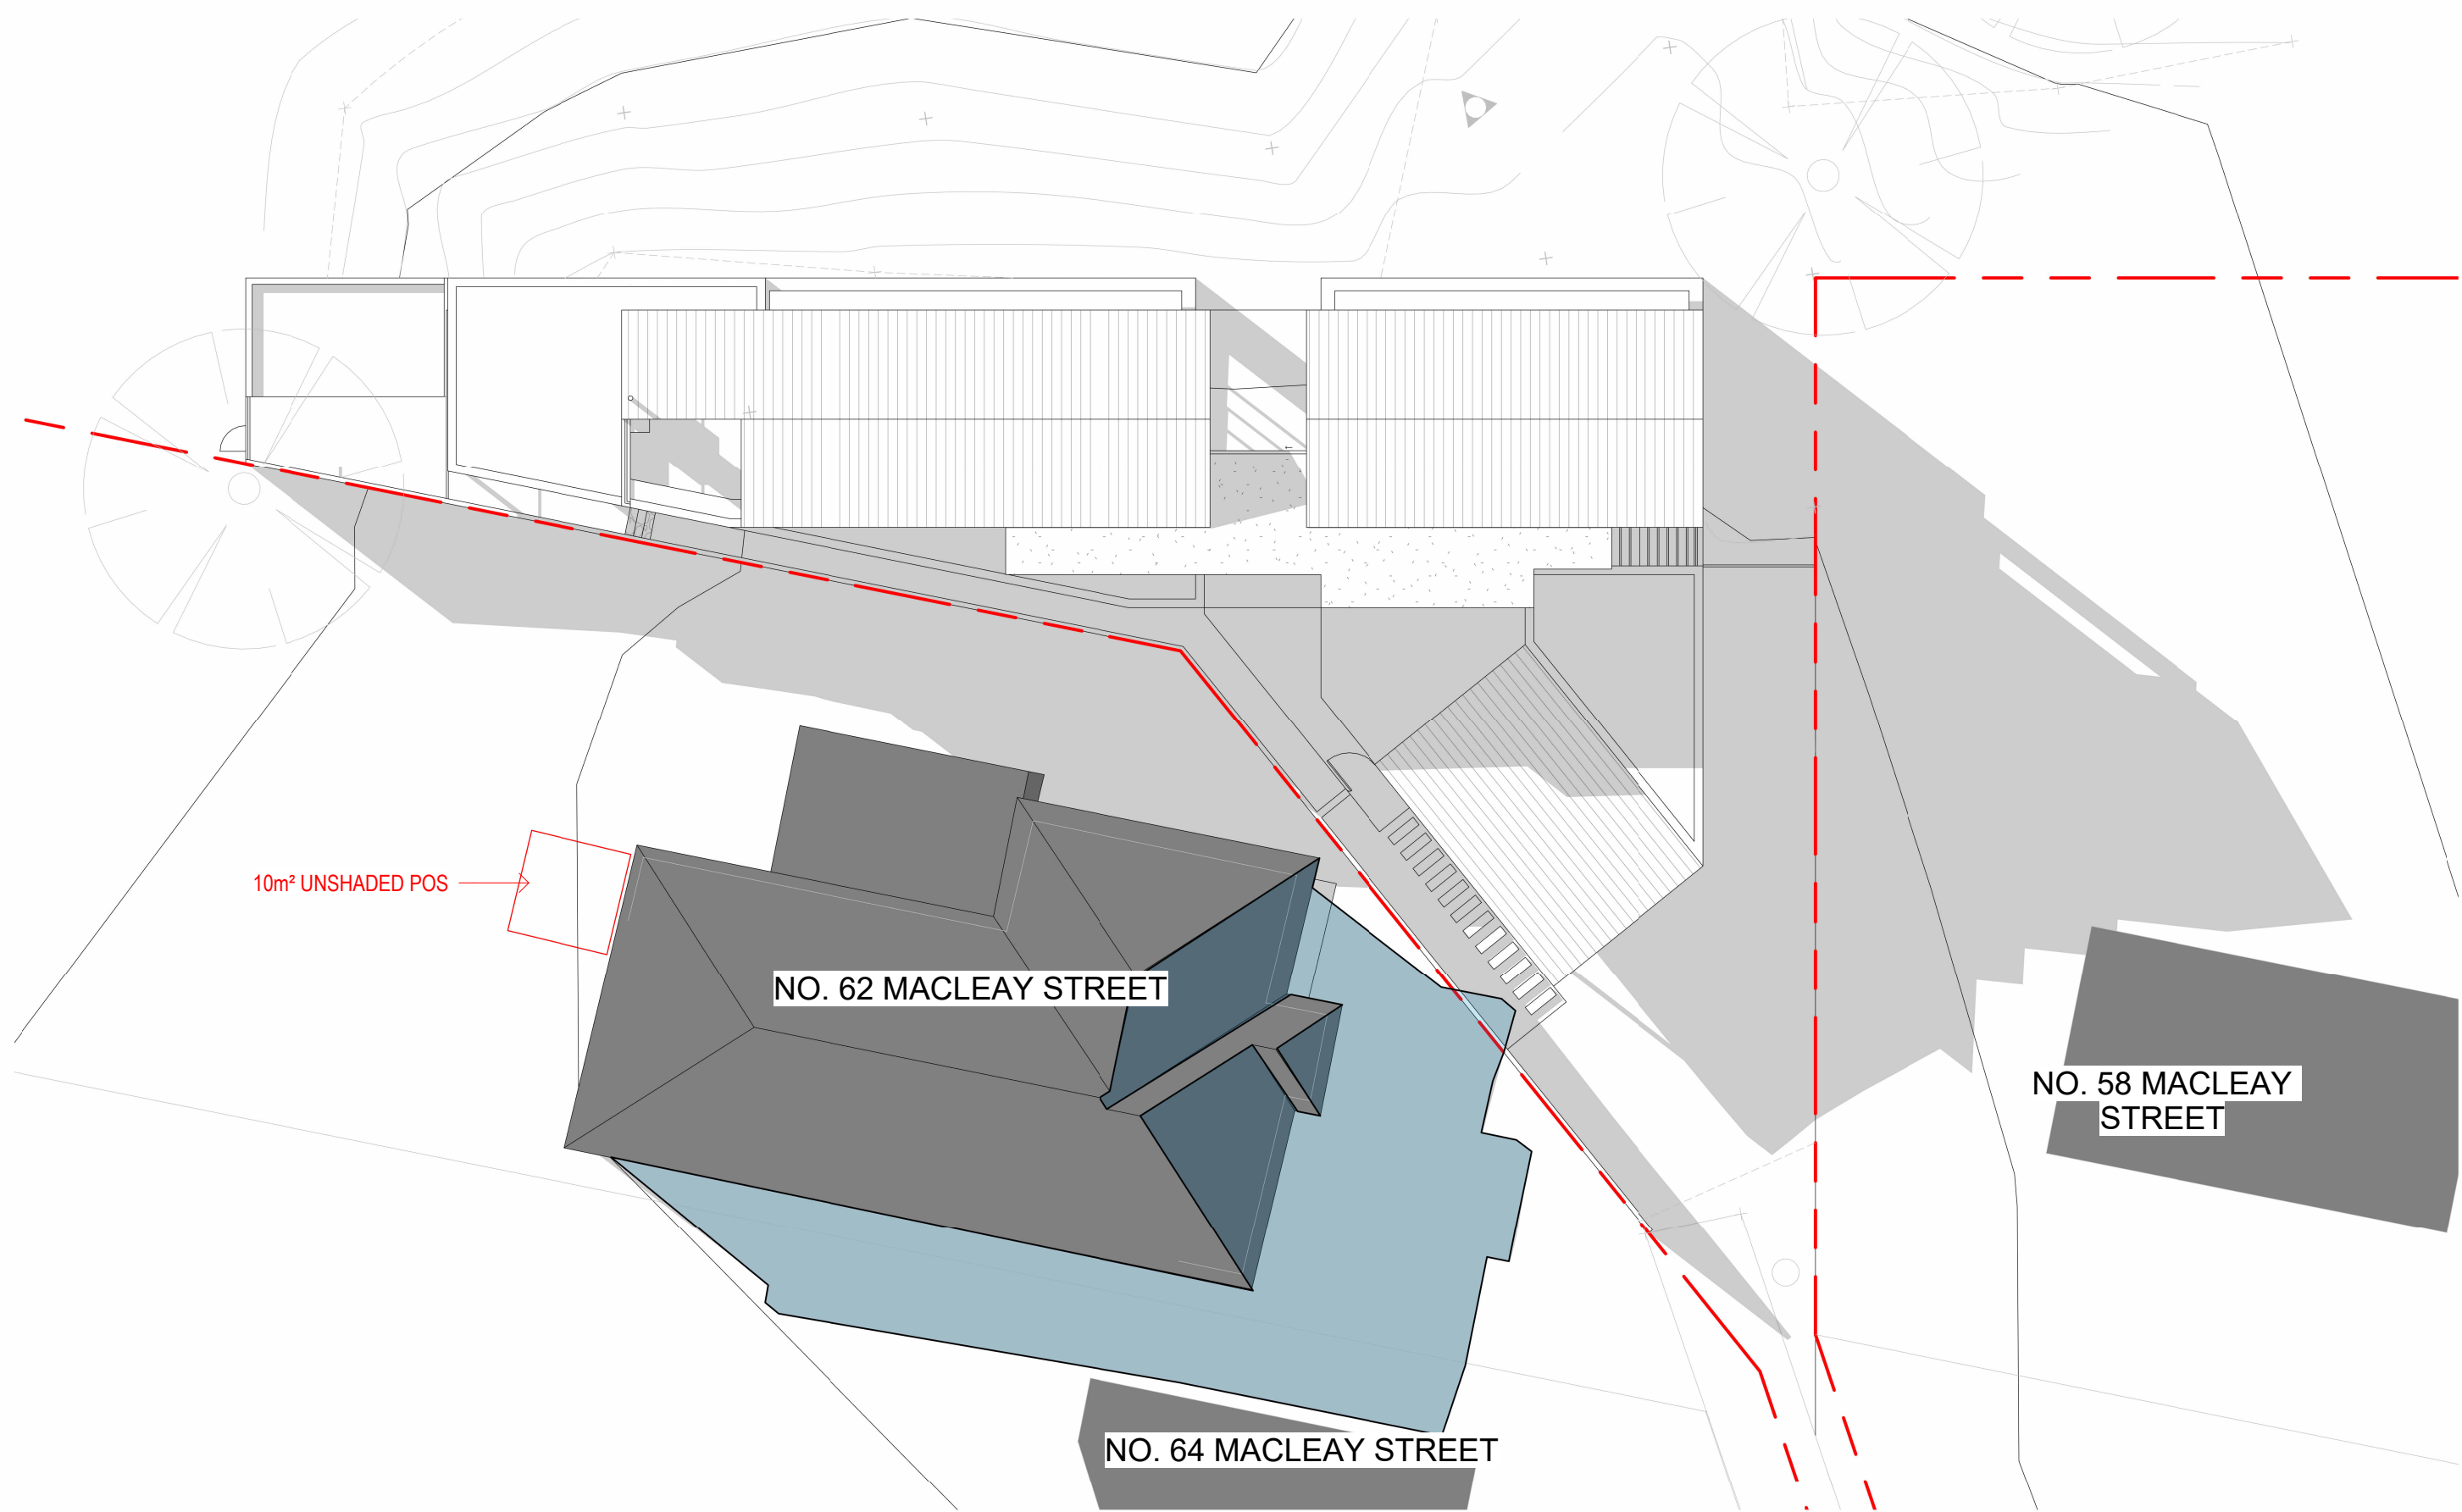 10m² UNSHADED POS
NO. 62 MACLEAY STREET
NO. 58 MACLEAY
STREET
NO. 64 MACLEAY STREET